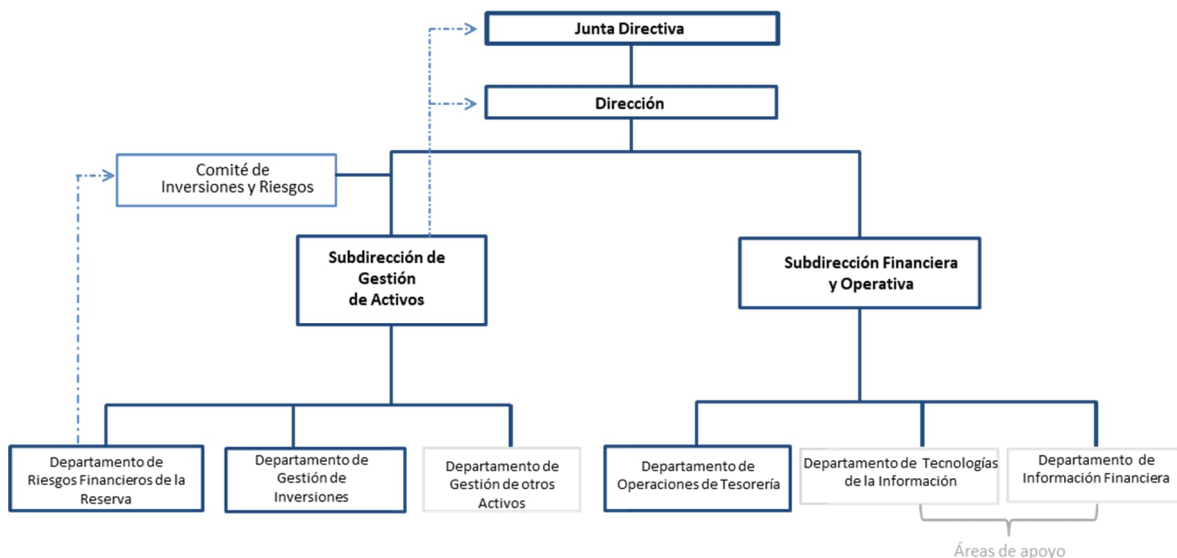 Junta Directiva
Dirección
Comité de
Inversiones y Riesgos
Subdirección de
Gestión
de Activos
Subdirección Financiera
y Operativa
Departamento de
Riesgos Financieros de la
Reserva
Departamento de
Gestión de
Inversiones
Departamento de
Gestión de otros
Activos
Departamento de
Operaciones de Tesorería
Departamento de Tecnologías
de la Información
Departamento de
Información Financiera
Áreas de apoyo